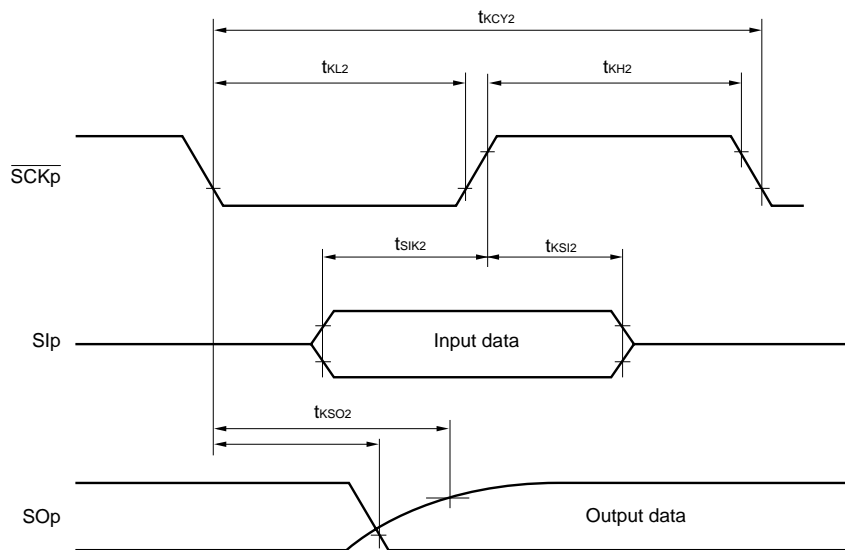 tKCY2
tKL2
tKH2
SCKp
tSIK2
tKSI2
SIp
Input data
tKSO2
SOp
Output data